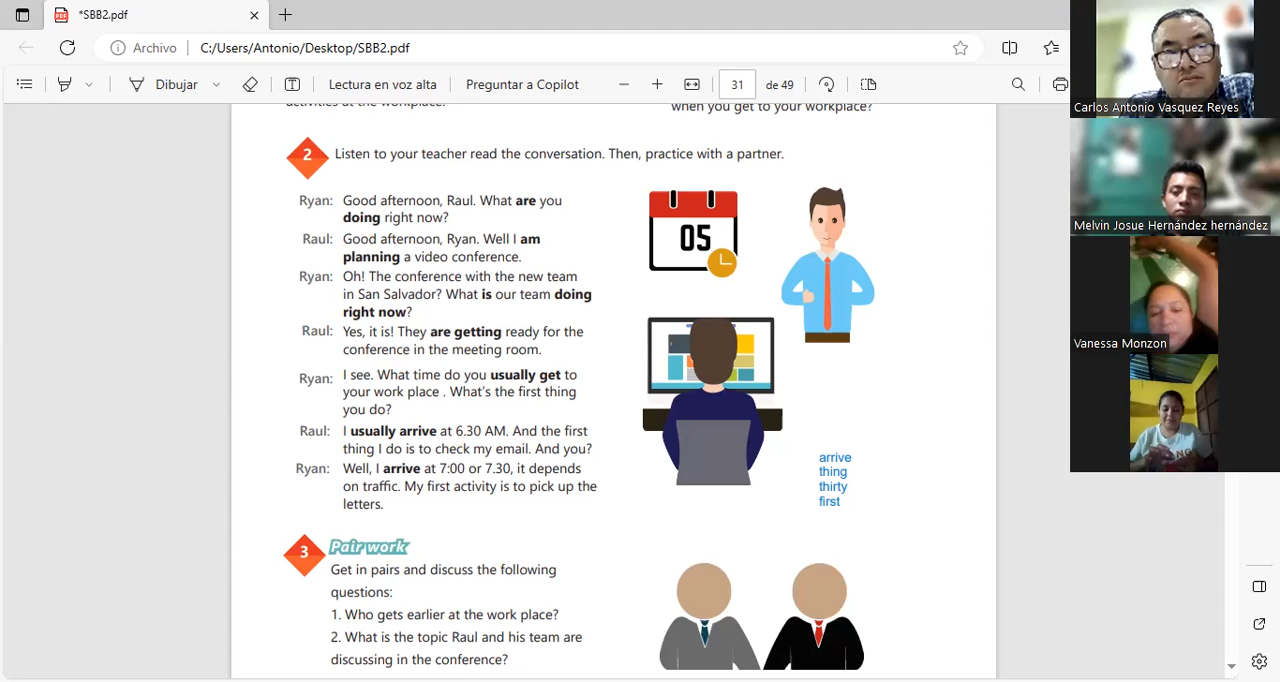 *SBB2.pdf
Archivo
C:/Users/Antonio/Desktop/SBB2.pdf
Dibujar
Lectura en voz alta
Preguntar a Copilot
31
de 49
activities at the workplace.
when you get to your workplace?
2
Listen to your teacher read the conversation. Then, practice with a partner.
Ryan: Good afternoon, Raul. What are you
doing right now?
Raul: Good afternoon, Ryan. Well I am
planning a video conference.
Ryan: Oh! The conference with the new team
in San Salvador? What is our team doing
right now?
Raul: Yes, it is! They are getting ready for the
conference in the meeting room.
Ryan: I see. What time do you usually get to
your work place . What's the first thing
you do?
Raul: I usually arrive at 6.30 AM. And the first
thing I do is to check my email. And you?
Ryan: Well, I arrive at 7:00 or 7.30, it depends
on traffic. My first activity is to pick up the
letters.
05
arrive
thing
thirty
first
3
Pair work
Get in pairs and discuss the following
questions:
1. Who gets earlier at the work place?
2. What is the topic Raul and his team are
discussing in the conference?
Carlos Antonio Vasquez Reyes
Melvin Josue Hernández hernández
Vanessa Monzon